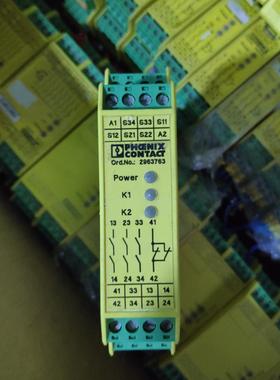 A1 S34 S33 S11
S12 S21 S22 A2
PHŒNIX
CONTACT
Ord.No.: 2963763
Power
K1
K2
13 23 33 41
14 24 34 42
41 33 13 14
42 34 23 24